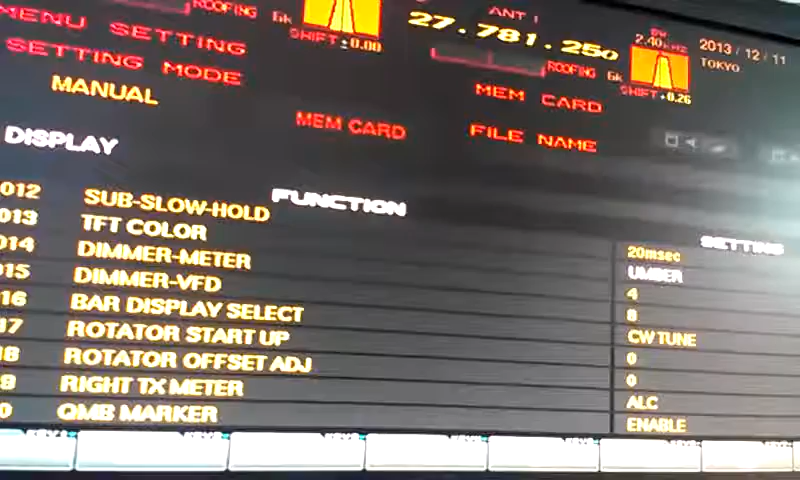 ROOFING 6k
SHIFT ±0.00
ANT 1
27.781.250
ROOFING 6k
BW
2.40kHz
SHIFT +0.26
2013/12/11
TOKYO
MENU SETTING
SETTING MODE
MANUAL
MEM CARD
MEM CARD
FILE NAME
DISPLAY
FUNCTION
SETTING
012 SUB-SLOW-HOLD 20msec
013 TFT COLOR UMBER
014 DIMMER-METER 4
015 DIMMER-VFD 8
16 BAR DISPLAY SELECT CW TUNE
17 ROTATOR START UP 0
8 ROTATOR OFFSET ADJ 0
9 RIGHT TX METER ALC
0 QMB MARKER ENABLE